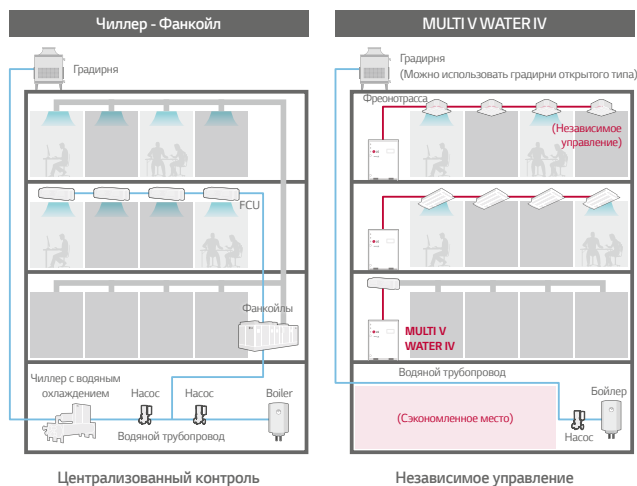 Чиллер - Фанкойл
Градирня
FCU
Фанкойлы
Чиллер с водяным
охлаждением
Насос
Насос
Boiler
Водяной трубопровод
Централизованный контроль
MULTI V WATER IV
Градирня
(Можно использовать градирни открытого типа)
Фреонотрасса
(Независимое
управление)
MULTI V
WATER IV
Водяной трубопровод
Бойлер
(Сэкономленное место)
Насос
Независимое управление